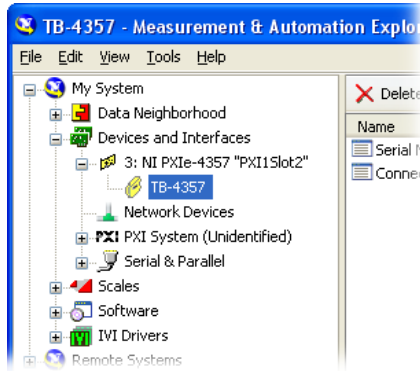 TB-4357 - Measurement & Automation Explo
File Edit View Tools Help
My System
Data Neighborhood
Devices and Interfaces
3: NI PXIe-4357 "PXI1Slot2"
TB-4357
Network Devices
PXI PXI System (Unidentified)
Serial & Parallel
Scales
Software
IVI Drivers
Remote Systems
Delete
Name
Serial N
Connec